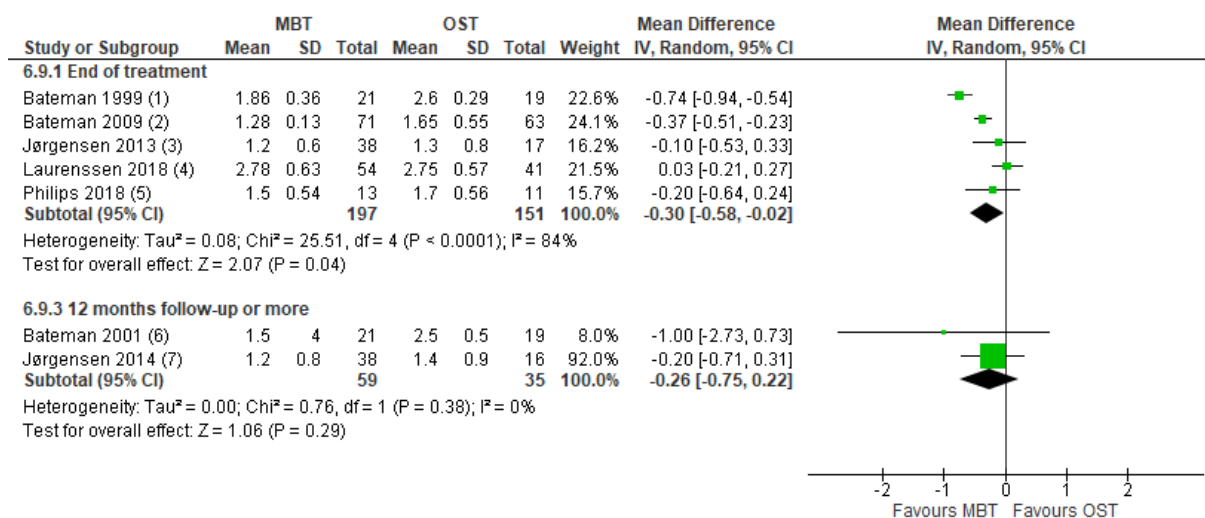 MBT OST Mean Difference Mean Difference
Study or Subgroup Mean SD Total Mean SD Total Weight IV, Random, 95% CI IV, Random, 95% CI
6.9.1 End of treatment
Bateman 1999 (1) 1.86 0.36 21 2.6 0.29 19 22.6% -0.74 [-0.94, -0.54]
Bateman 2009 (2) 1.28 0.13 71 1.65 0.55 63 24.1% -0.37 [-0.51, -0.23]
Jørgensen 2013 (3) 1.2 0.6 38 1.3 0.8 17 16.2% -0.10 [-0.53, 0.33]
Laurenssen 2018 (4) 2.78 0.63 54 2.75 0.57 41 21.5% 0.03 [-0.21, 0.27]
Philips 2018 (5) 1.5 0.54 13 1.7 0.56 11 15.7% -0.20 [-0.64, 0.24]
Subtotal (95% CI) 197 151 100.0% -0.30 [-0.58, -0.02]
Heterogeneity: Tau² = 0.08; Chi² = 25.51, df = 4 (P < 0.0001); I² = 84%
Test for overall effect: Z = 2.07 (P = 0.04)
6.9.3 12 months follow-up or more
Bateman 2001 (6) 1.5 4 21 2.5 0.5 19 8.0% -1.00 [-2.73, 0.73]
Jørgensen 2014 (7) 1.2 0.8 38 1.4 0.9 16 92.0% -0.20 [-0.71, 0.31]
Subtotal (95% CI) 59 35 100.0% -0.26 [-0.75, 0.22]
Heterogeneity: Tau² = 0.00; Chi² = 0.76, df = 1 (P = 0.38); I² = 0%
Test for overall effect: Z = 1.06 (P = 0.29)
-2 -1 0 1 2
Favours MBT Favours OST